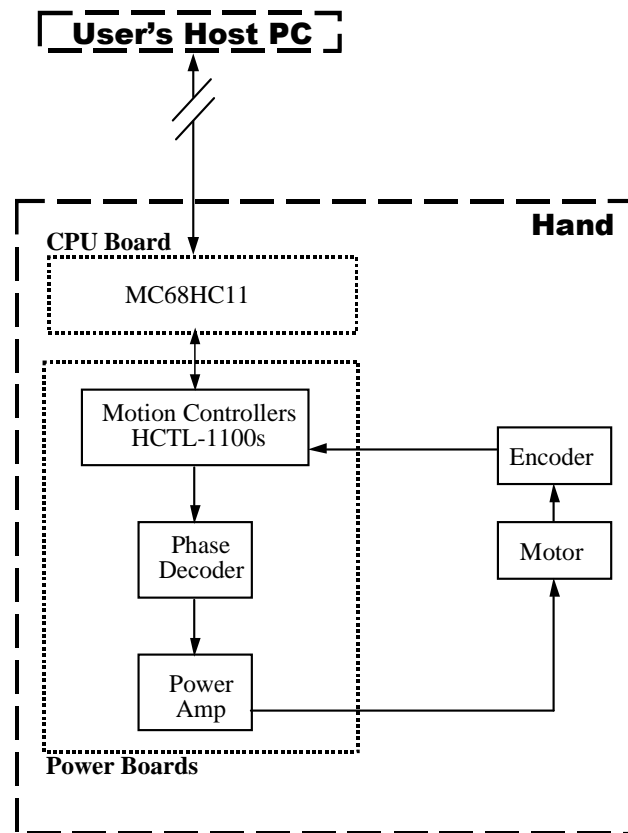 User's Host PC
Hand
CPU Board
MC68HC11
Motion Controllers
HCTL-1100s
Encoder
Phase
Decoder
Motor
Power
Amp
Power Boards